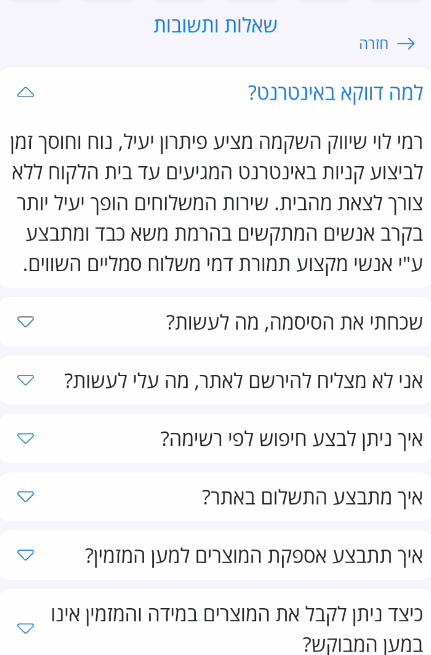 שאלות ותשובות
חזרה
למה דווקא באינטרנט?
רמי לוי שיווק השקמה מציע פיתרון יעיל, נוח וחוסך זמן
לביצוע קניות באינטרנט המגיעים עד בית הלקוח ללא
צורך לצאת מהבית. שירות המשלוחים הופך יעיל יותר
בקרב אנשים המתקשים בהרמת משא כבד ומתבצע
ע"י אנשי מקצוע תמורת דמי משלוח סמליים השווים.
שכחתי את הסיסמה, מה לעשות?
אני לא מצליח להירשם לאתר, מה עלי לעשות?
איך ניתן לבצע חיפוש לפי רשימה?
איך מתבצע התשלום באתר?
איך תתבצע אספקת המוצרים למען המזמין?
כיצד ניתן לקבל את המוצרים במידה והמזמין אינו
במען המבוקש?